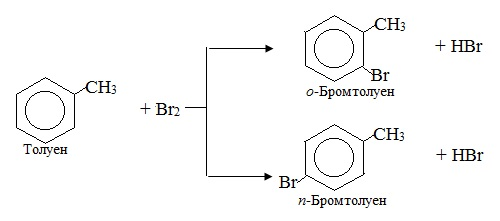 CH₃
+ HBr
Br
о-Бромтолуен
CH₃
+ Br₂
Толуен
CH₃
+ HBr
Br
п-Бромтолуен